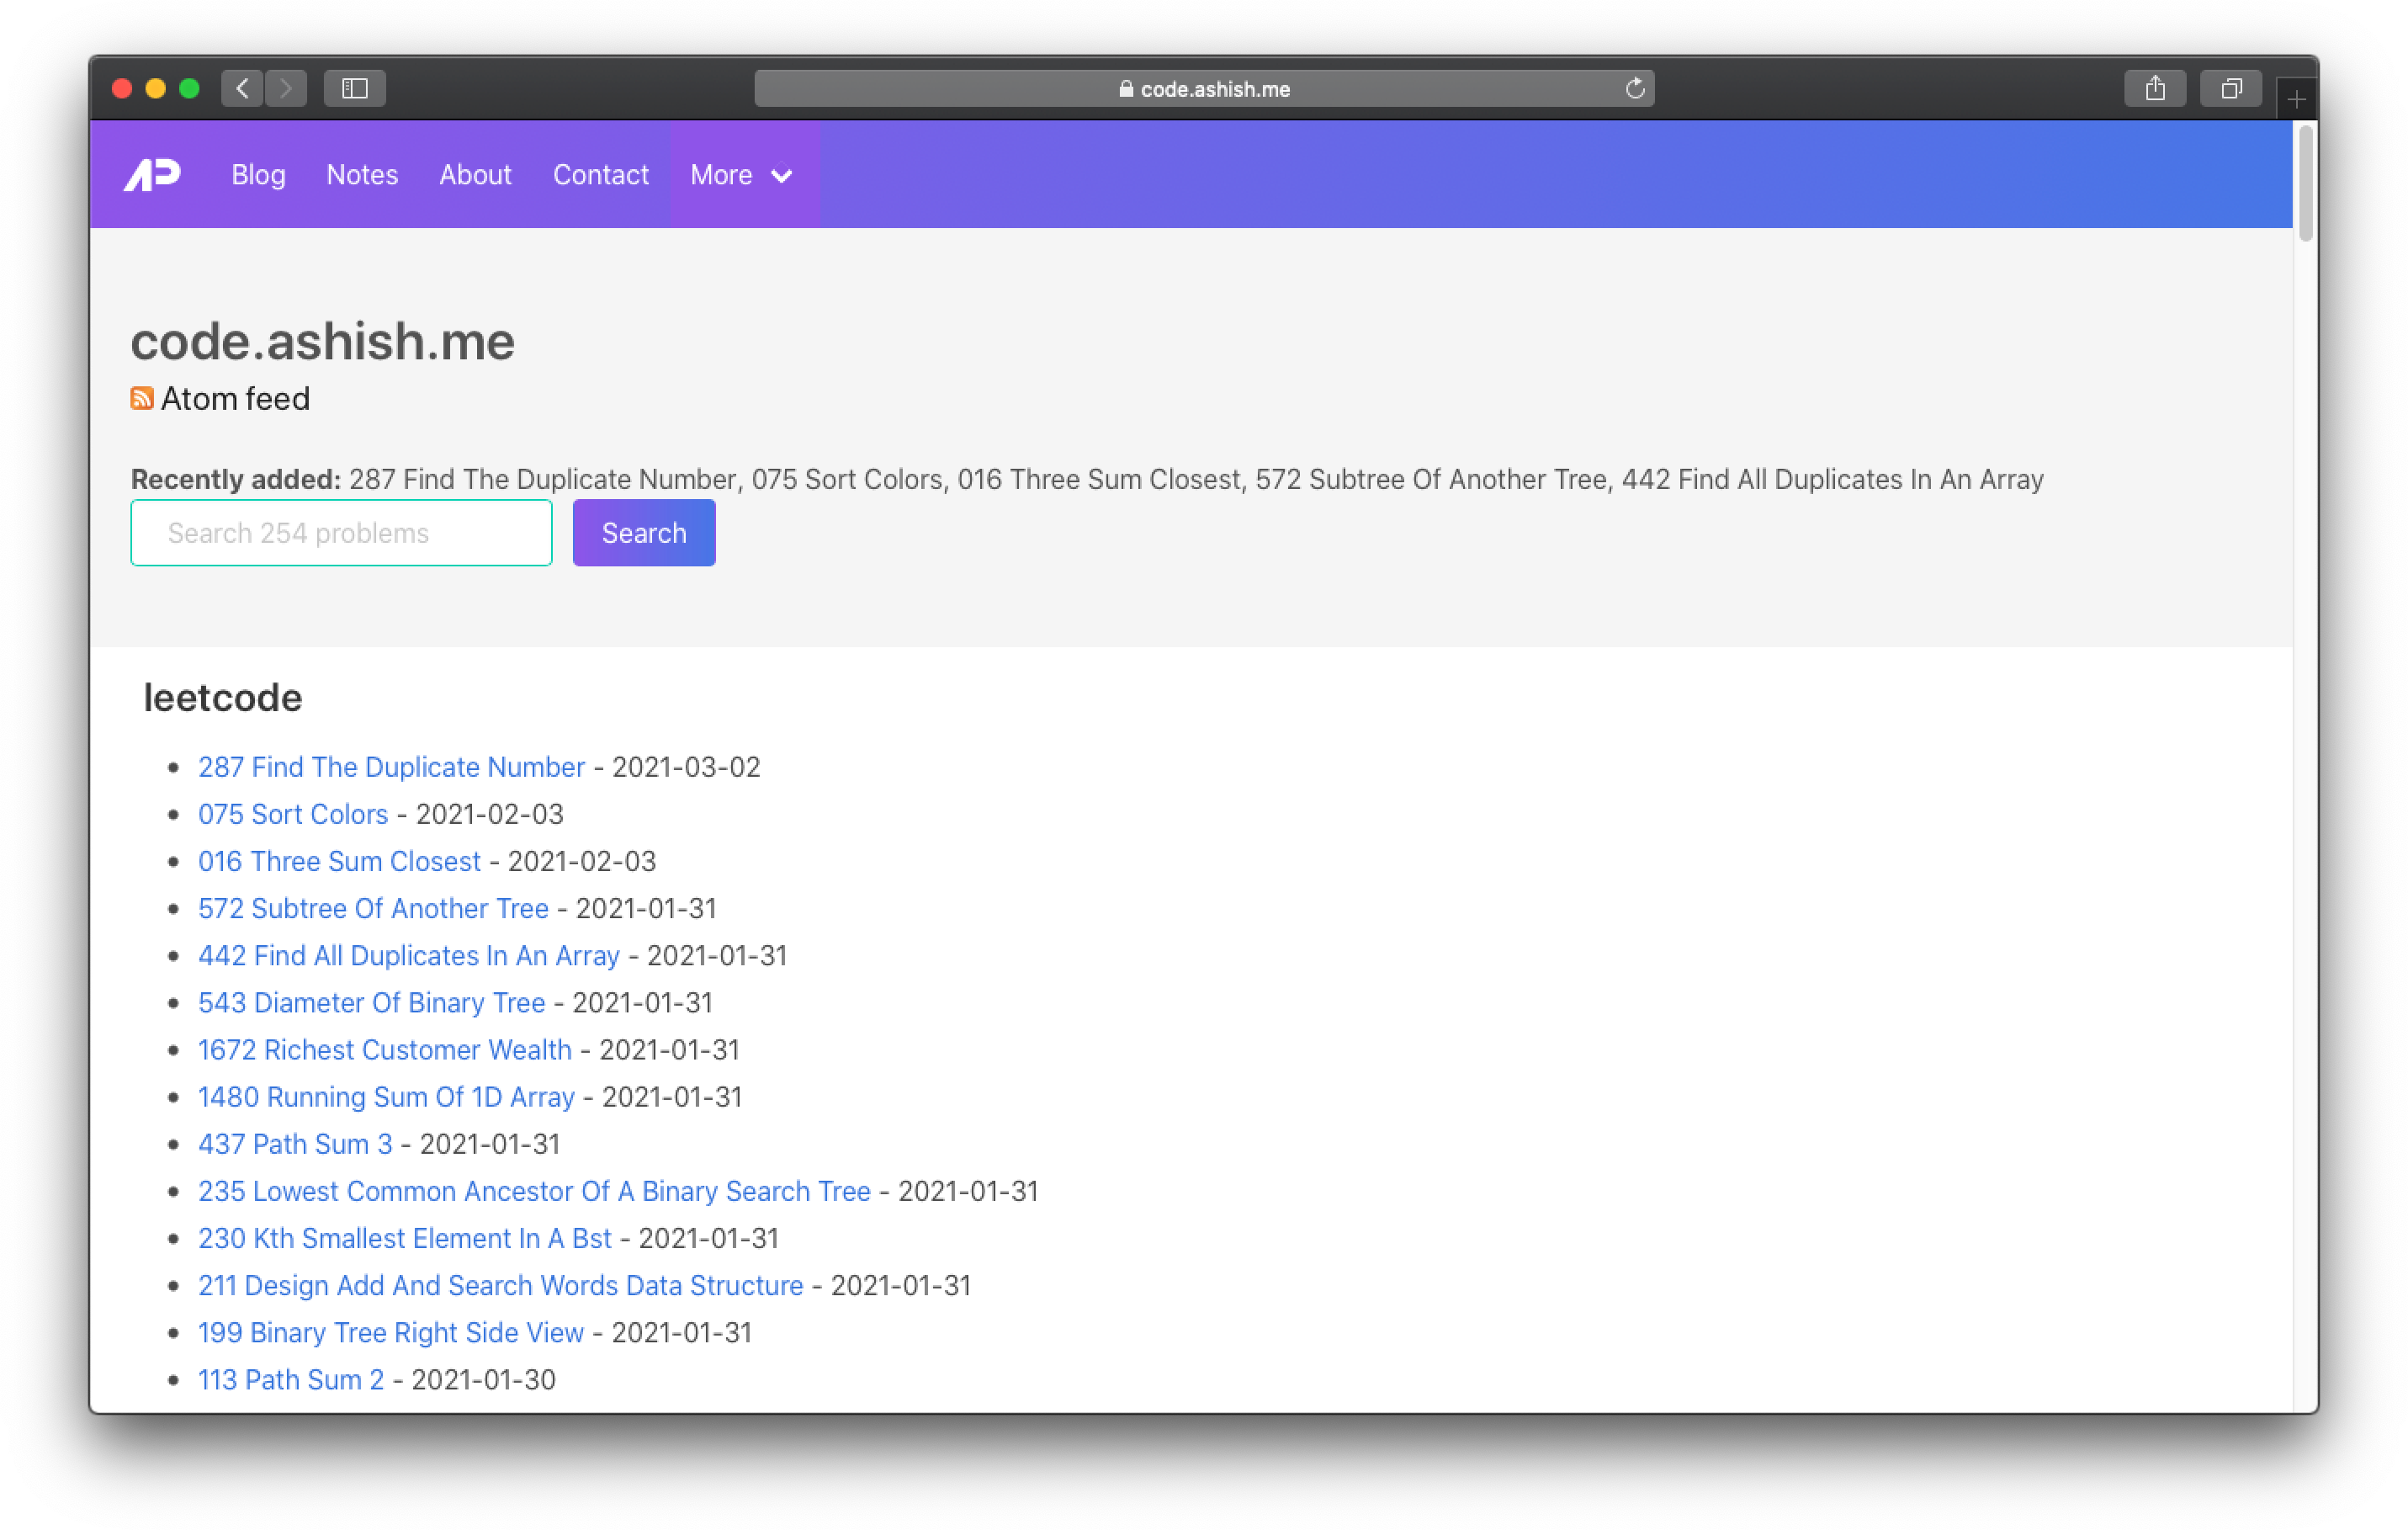 code.ashish.me
AP
Blog Notes About Contact More
code.ashish.me
Atom feed
Recently added: 287 Find The Duplicate Number, 075 Sort Colors, 016 Three Sum Closest, 572 Subtree Of Another Tree, 442 Find All Duplicates In An Array
Search 254 problems Search
leetcode
287 Find The Duplicate Number - 2021-03-02
075 Sort Colors - 2021-02-03
016 Three Sum Closest - 2021-02-03
572 Subtree Of Another Tree - 2021-01-31
442 Find All Duplicates In An Array - 2021-01-31
543 Diameter Of Binary Tree - 2021-01-31
1672 Richest Customer Wealth - 2021-01-31
1480 Running Sum Of 1D Array - 2021-01-31
437 Path Sum 3 - 2021-01-31
235 Lowest Common Ancestor Of A Binary Search Tree - 2021-01-31
230 Kth Smallest Element In A Bst - 2021-01-31
211 Design Add And Search Words Data Structure - 2021-01-31
199 Binary Tree Right Side View - 2021-01-31
113 Path Sum 2 - 2021-01-30